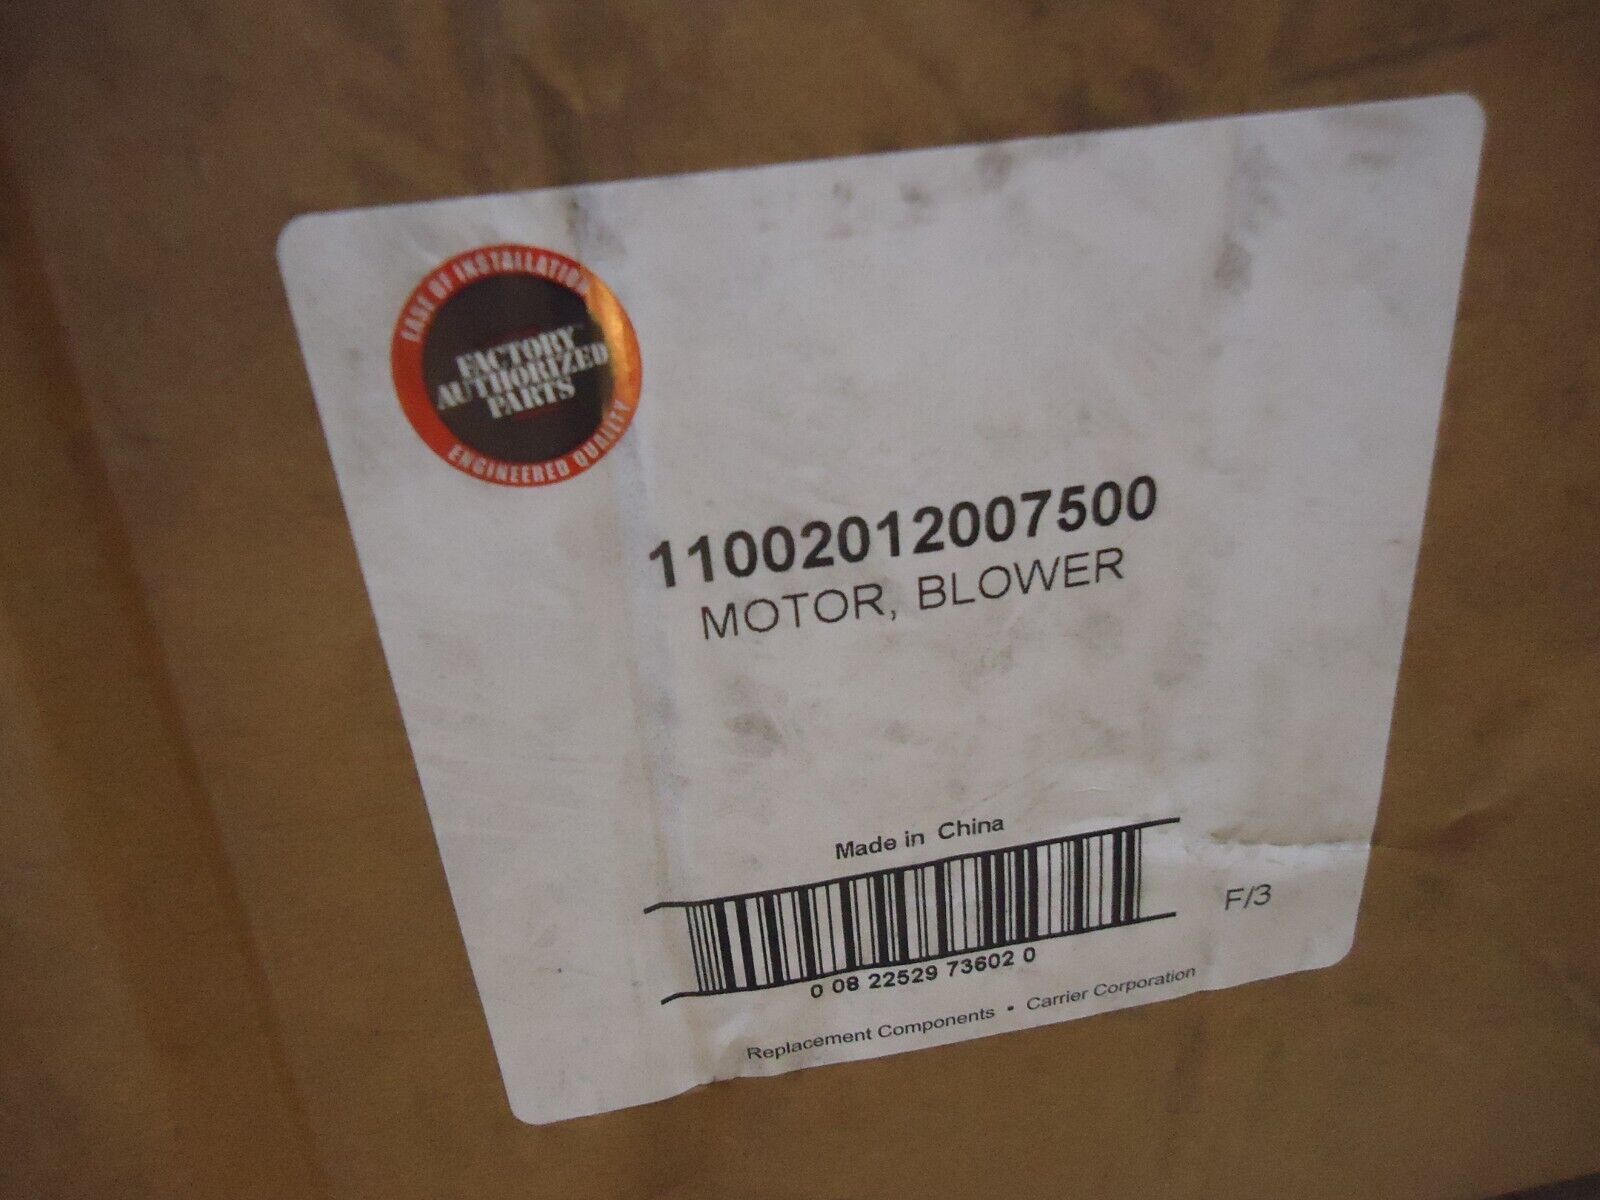 EASE OF INSTALLATION
FACTORY
AUTHORIZED
PARTS
ENGINEERED QUALITY
11002012007500
MOTOR, BLOWER
Made in China
0 08 22529 73602 0
F/3
Replacement Components • Carrier Corporation